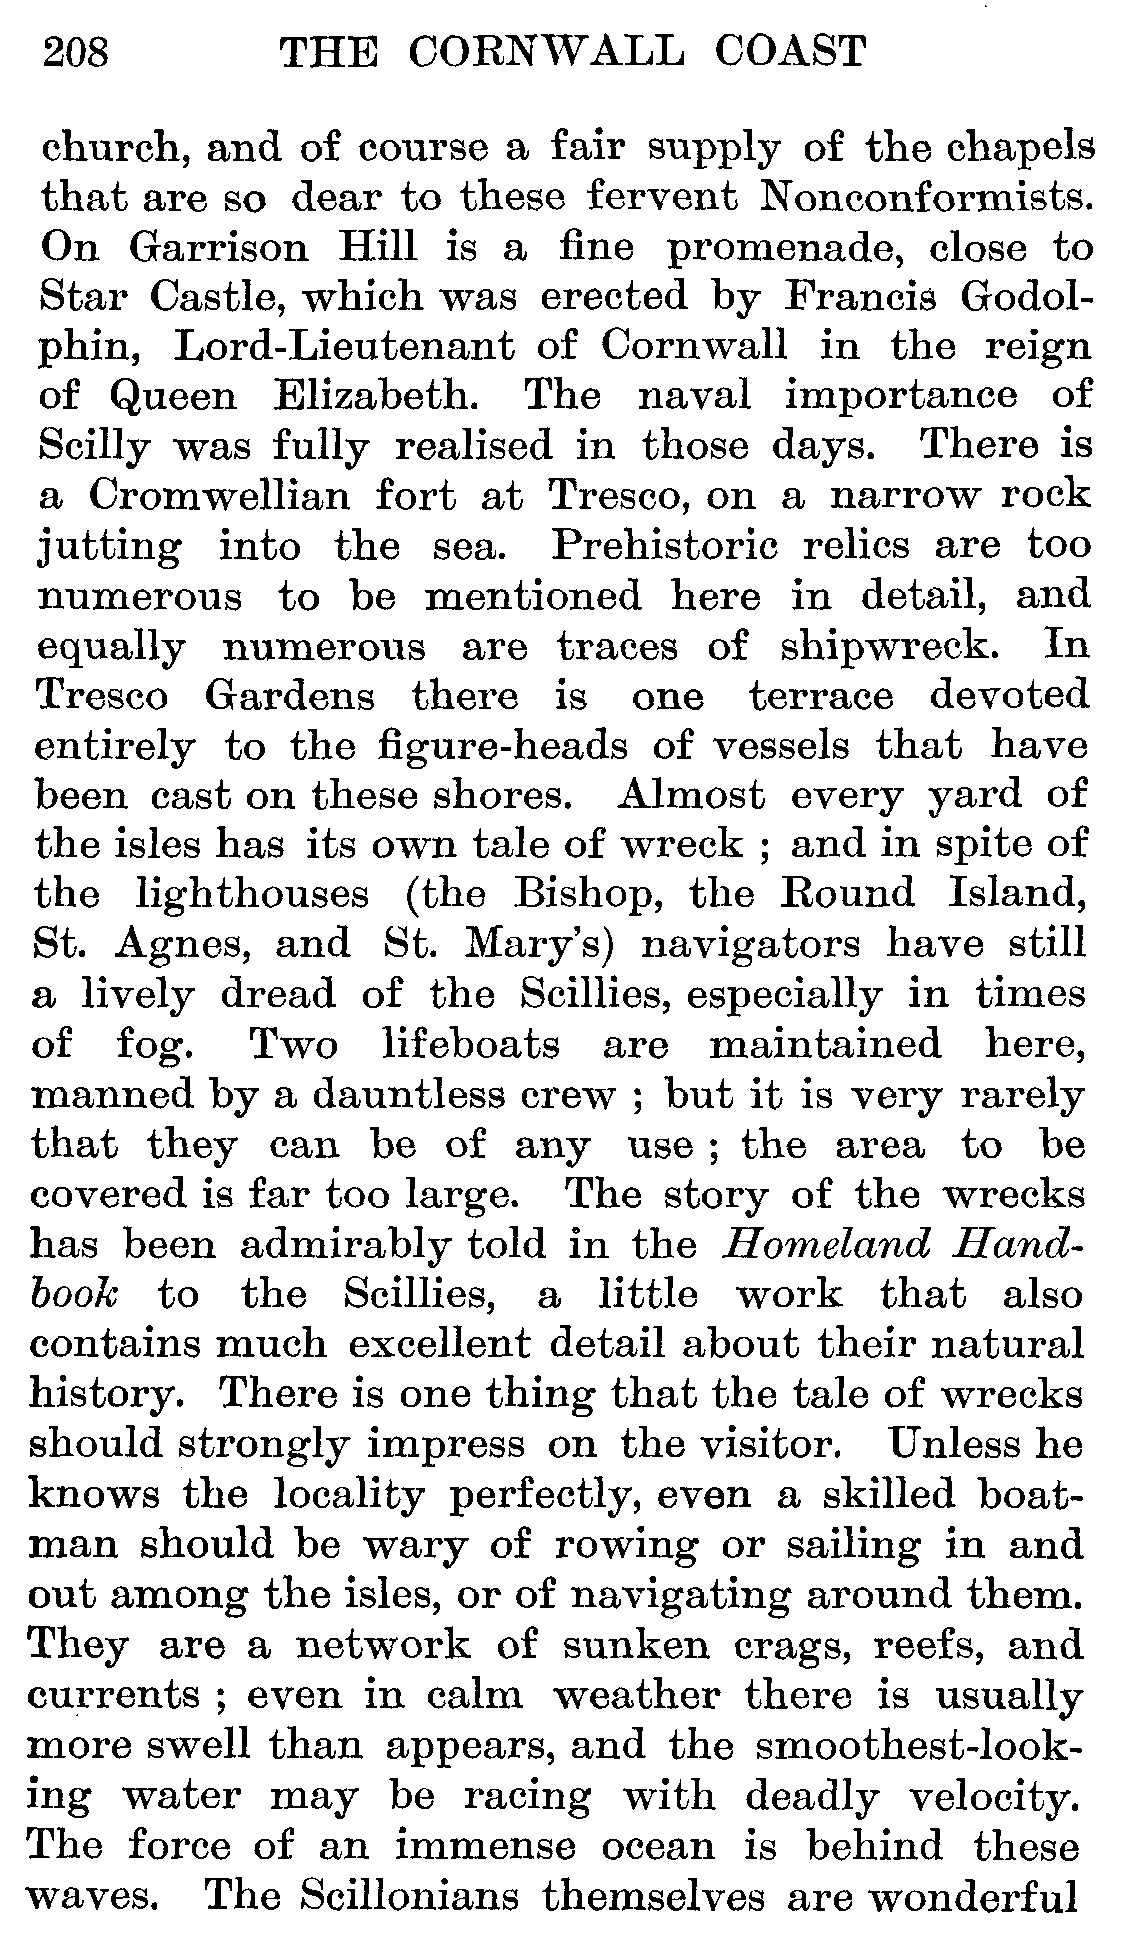 208 THE CORNWALL COAST
church, and of course a fair supply of the chapels
that are so dear to these fervent Nonconformists.
On Garrison Hill is a fine promenade, close to
Star Castle, which was erected by Francis Godol-
phin, Lord-Lieutenant of Cornwall in the reign
of Queen Elizabeth. The naval importance of
Scilly was fully realised in those days. There is
a Cromwellian fort at Tresco, on a narrow rock
jutting into the sea. Prehistoric relics are too
numerous to be mentioned here in detail, and
equally numerous are traces of shipwreck. In
Tresco Gardens there is one terrace devoted
entirely to the figure-heads of vessels that have
been cast on these shores. Almost every yard of
the isles has its own tale of wreck ; and in spite of
the lighthouses (the Bishop, the Round Island,
St. Agnes, and St. Mary's) navigators have still
a lively dread of the Scillies, especially in times
of fog. Two lifeboats are maintained here,
manned by a dauntless crew ; but it is very rarely
that they can be of any use ; the area to be
covered is far too large. The story of the wrecks
has been admirably told in the Homeland Hand-
book to the Scillies, a little work that also
contains much excellent detail about their natural
history. There is one thing that the tale of wrecks
should strongly impress on the visitor. Unless he
knows the locality perfectly, even a skilled boat-
man should be wary of rowing or sailing in and
out among the isles, or of navigating around them.
They are a network of sunken crags, reefs, and
currents ; even in calm weather there is usually
more swell than appears, and the smoothest-look-
ing water may be racing with deadly velocity.
The force of an immense ocean is behind these
waves. The Scillonians themselves are wonderful